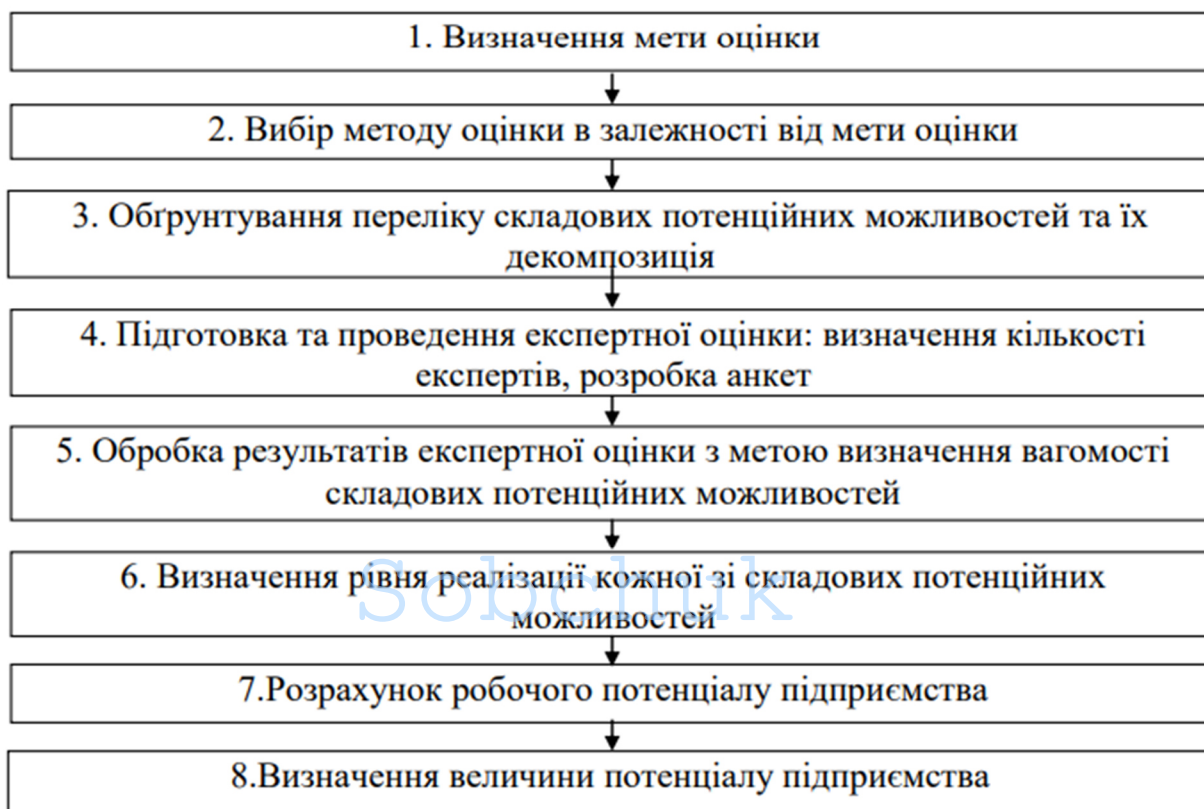 1. Визначення мети оцінки
2. Вибір методу оцінки в залежності від мети оцінки
3. Обґрунтування переліку складових потенційних можливостей та їх
декомпозиція
4. Підготовка та проведення експертної оцінки: визначення кількості
експертів, розробка анкет
5. Обробка результатів експертної оцінки з метою визначення вагомості
складових потенційних можливостей
6. Визначення рівня реалізації кожної зі складових потенційних
Sobchuk
можливостей
7.Розрахунок робочого потенціалу підприємства
8.Визначення величини потенціалу підприємства